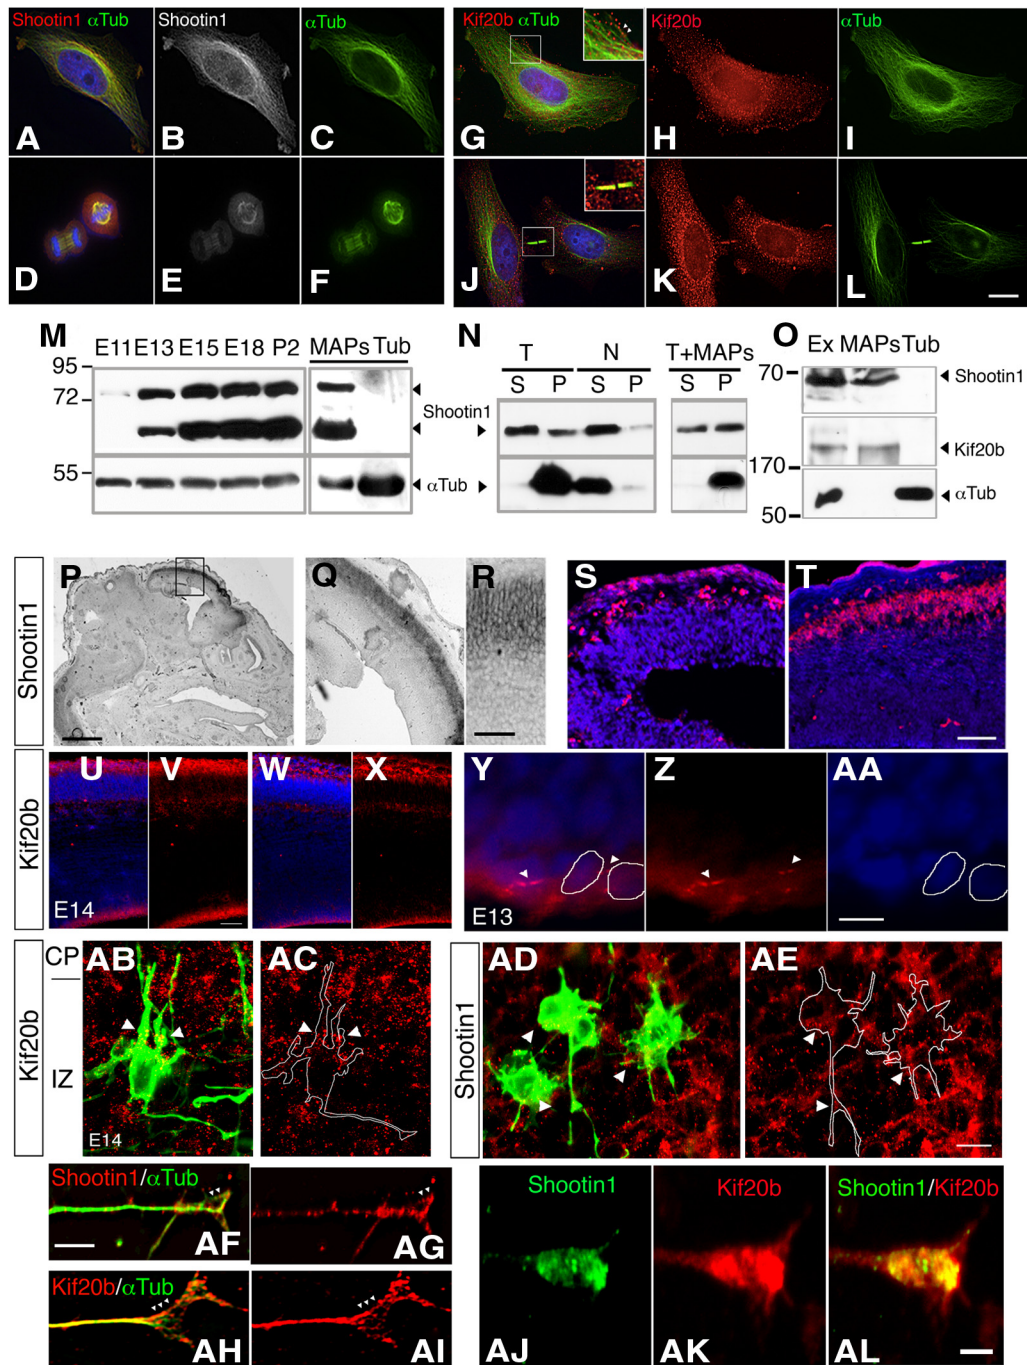 Shootin1 αTub
Shootin1
αTub
Kif20b αTub
Kif20b
αTub
A
B
C
G
H
I
D
E
F
J
K
L
M
E11 E13 E15 E18 P2
MAPs Tub
95
72
55
Shootin1
αTub
N
T
N
T+MAPs
S
P
S
P
S
P
O
Ex MAPs Tub
70
Shootin1
Kif20b
170
αTub
50
Shootin1
P
Q
R
S
T
Kif20b
U
V
W
X
E14
Y
Z
AA
E13
Kif20b
CP
IZ
AB
AC
E14
Shootin1
AD
AE
Shootin1/αTub
AF
AG
Kif20b/αTub
AH
AI
Shootin1
Kif20b
Shootin1/Kif20b
AJ
AK
AL